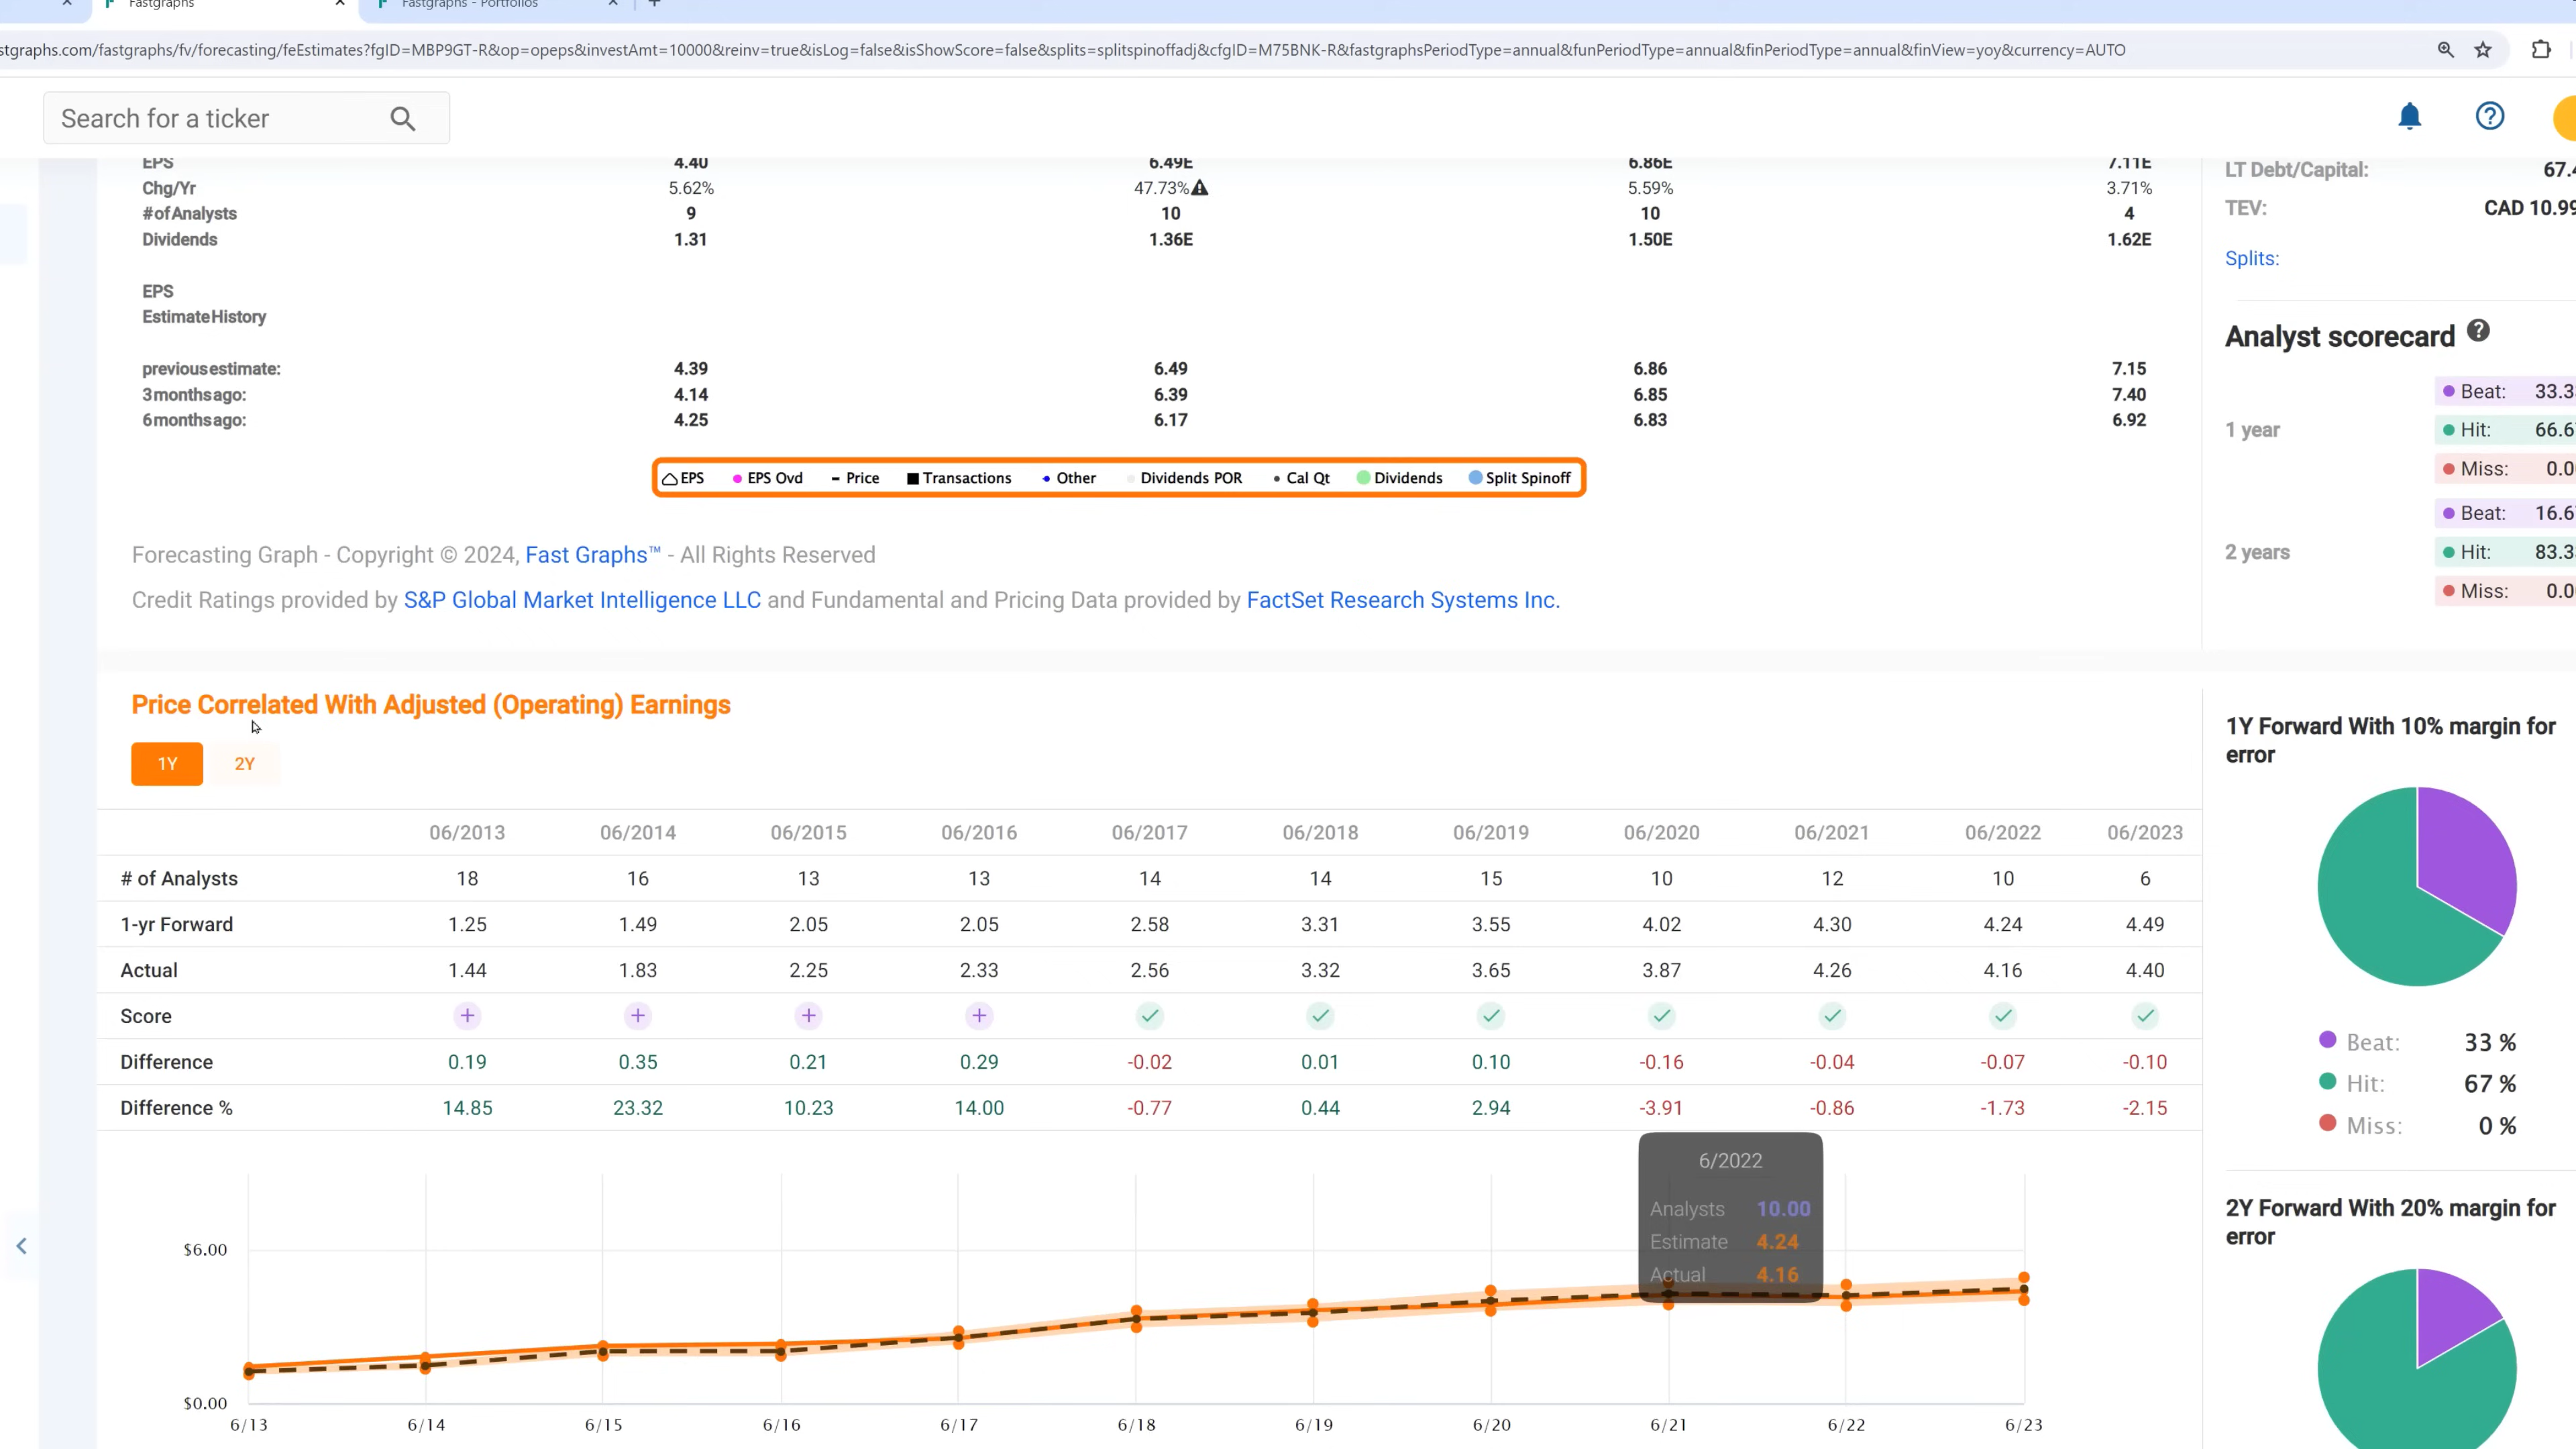 Fastgraphs
Fastgraphs - Portfolios
stgraphs.com/fastgraphs/fv/forecasting/feEstimates?fgID=MBP9GT-R&op=opeps&investAmt=10000&reinv=true&isLog=false&isShowScore=false&splits=splitspinoffadj&cfgID=M75BNK-R&fastgraphsPeriodType=annual&funPeriodType=annual&finPeriodType=annual&finView=yoy&currency=AUTO
Search for a ticker
EPS 4.40 6.49E 6.86E 7.11E
Chg/Yr 5.62% 47.73% 5.59% 3.71%
# of Analysts 9 10 10 4
Dividends 1.31 1.36E 1.50E 1.62E
EPS
Estimate History
previous estimate: 4.39 6.49 6.86 7.15
3 months ago: 4.14 6.39 6.85 7.40
6 months ago: 4.25 6.17 6.83 6.92
EPS EPS Ovd Price Transactions Other Dividends POR Cal Qt Dividends Split Spinoff
Forecasting Graph - Copyright © 2024, Fast Graphs™ - All Rights Reserved
Credit Ratings provided by S&P Global Market Intelligence LLC and Fundamental and Pricing Data provided by FactSet Research Systems Inc.
LT Debt/Capital: 67.4
TEV: CAD 10.99
Splits:
Analyst scorecard
Beat: 33.3
1 year Hit: 66.6
Miss: 0.0
Beat: 16.6
2 years Hit: 83.3
Miss: 0.0
Price Correlated With Adjusted (Operating) Earnings
1Y 2Y
06/2013 06/2014 06/2015 06/2016 06/2017 06/2018 06/2019 06/2020 06/2021 06/2022 06/2023
# of Analysts 18 16 13 13 14 14 15 10 12 10 6
1-yr Forward 1.25 1.49 2.05 2.05 2.58 3.31 3.55 4.02 4.30 4.24 4.49
Actual 1.44 1.83 2.25 2.33 2.56 3.32 3.65 3.87 4.26 4.16 4.40
Score
Difference 0.19 0.35 0.21 0.29 -0.02 0.01 0.10 -0.16 -0.04 -0.07 -0.10
Difference % 14.85 23.32 10.23 14.00 -0.77 0.44 2.94 -3.91 -0.86 -1.73 -2.15
6/2022
Analysts 10.00
Estimate 4.24
Actual 4.16
$6.00
$0.00
6/13 6/14 6/15 6/16 6/17 6/18 6/19 6/20 6/21 6/22 6/23
1Y Forward With 10% margin for
error
Beat: 33 %
Hit: 67 %
Miss: 0 %
2Y Forward With 20% margin for
error